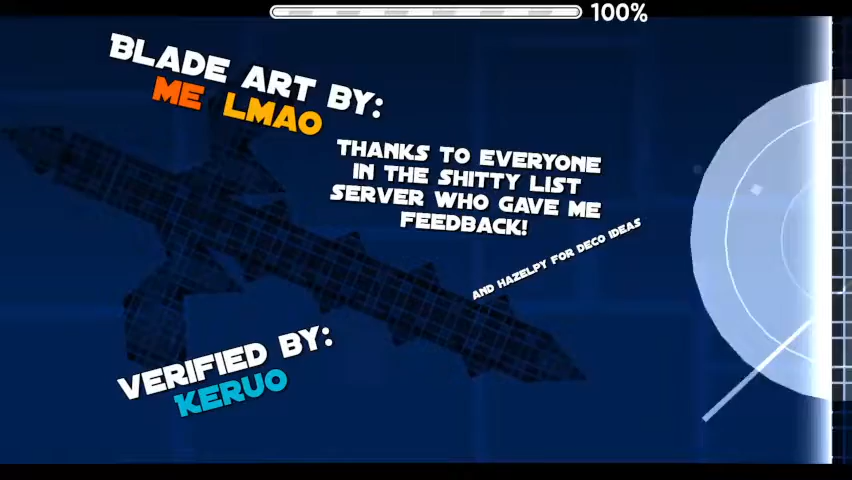 100%
BLADE ART BY:
ME LMAO
THANKS TO EVERYONE
IN THE SHITTY LIST
SERVER WHO GAVE ME
FEEDBACK!
AND HAZELPY FOR DECO IDEAS
VERIFIED BY:
KERUO